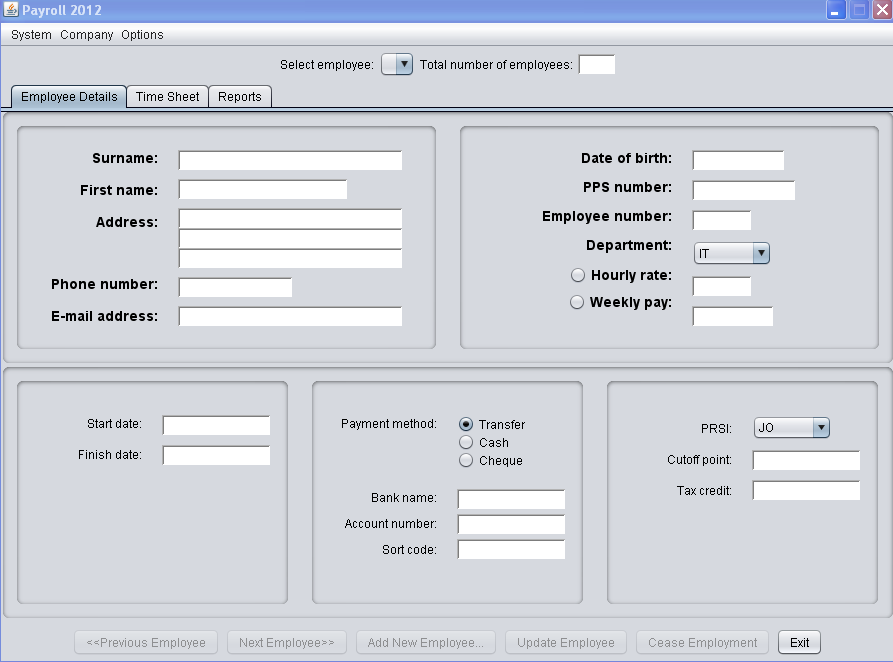 Payroll 2012
System Company Options
Select employee: Total number of employees:
Employee Details Time Sheet Reports
Surname:
First name:
Address:
Phone number:
E-mail address:
Date of birth:
PPS number:
Employee number:
Department: IT
Hourly rate:
Weekly pay:
Start date:
Finish date:
Payment method: Transfer
Cash
Cheque
Bank name:
Account number:
Sort code:
PRSI: JO
Cutoff point:
Tax credit:
<<Previous Employee Next Employee>> Add New Employee... Update Employee Cease Employment Exit